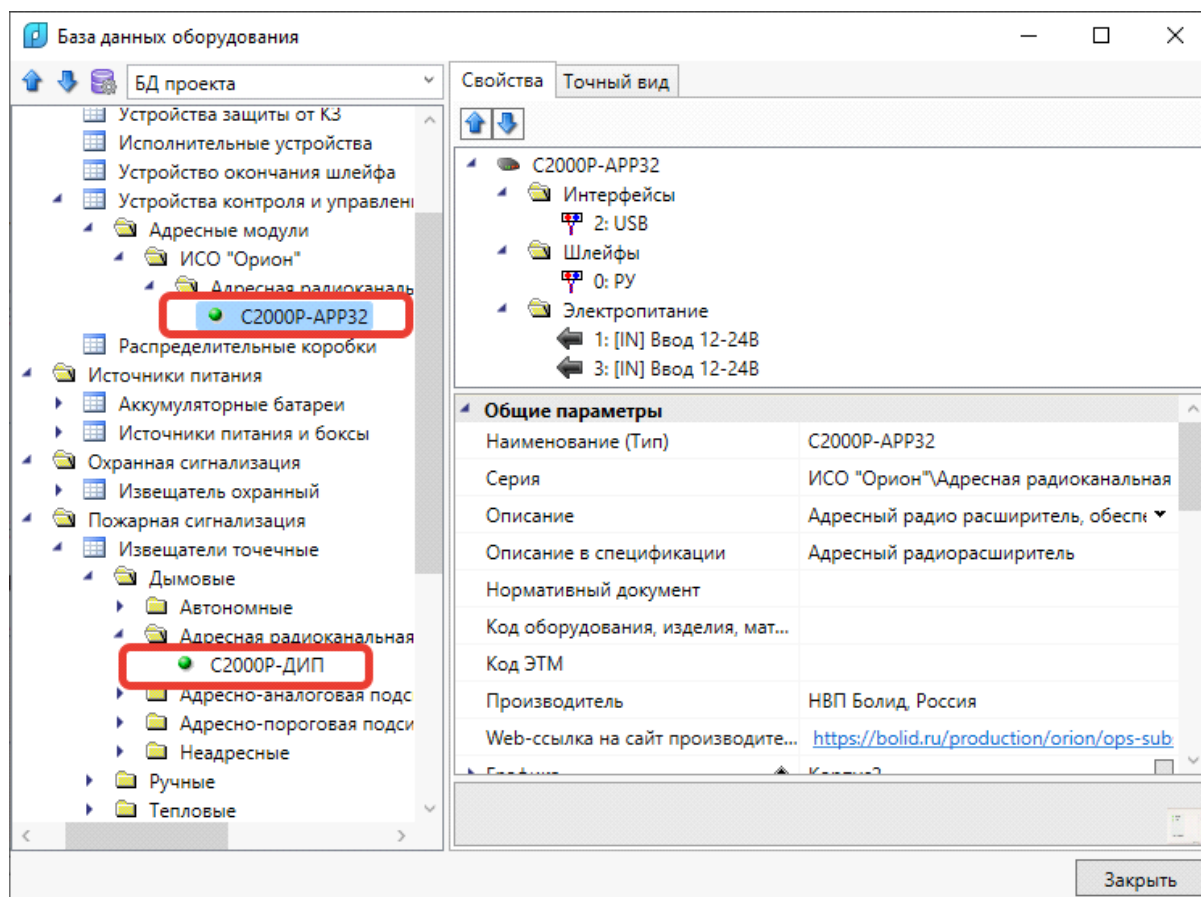 База данных оборудования
БД проекта
Устройства защиты от КЗ
Исполнительные устройства
Устройство окончания шлейфа
Устройства контроля и управлен
Адресные модули
ИСО "Орион"
Адресная радиоканаль
С2000Р-АРР32
Распределительные коробки
Источники питания
Аккумуляторные батареи
Источники питания и боксы
Охранная сигнализация
Извещатель охранный
Пожарная сигнализация
Извещатели точечные
Дымовые
Автономные
Адресная радиоканальная
С2000Р-ДИП
Адресно-аналоговая подс
Адресно-пороговая подси
Неадресные
Ручные
Тепловые
Свойства Точный вид
С2000Р-АРР32
Интерфейсы
2: USB
Шлейфы
0: РУ
Электропитание
1: [IN] Ввод 12-24В
3: [IN] Ввод 12-24В
Общие параметры
Наименование (Тип) С2000Р-АРР32
Серия ИСО "Орион"\Адресная радиоканальная
Описание Адресный радио расширитель, обеспе
Описание в спецификации Адресный радиорасширитель
Нормативный документ
Код оборудования, изделия, мат...
Код ЭТМ
Производитель НВП Болид, Россия
Web-ссылка на сайт производите... https://bolid.ru/production/orion/ops-sub
Графика Корпус2
Закрыть